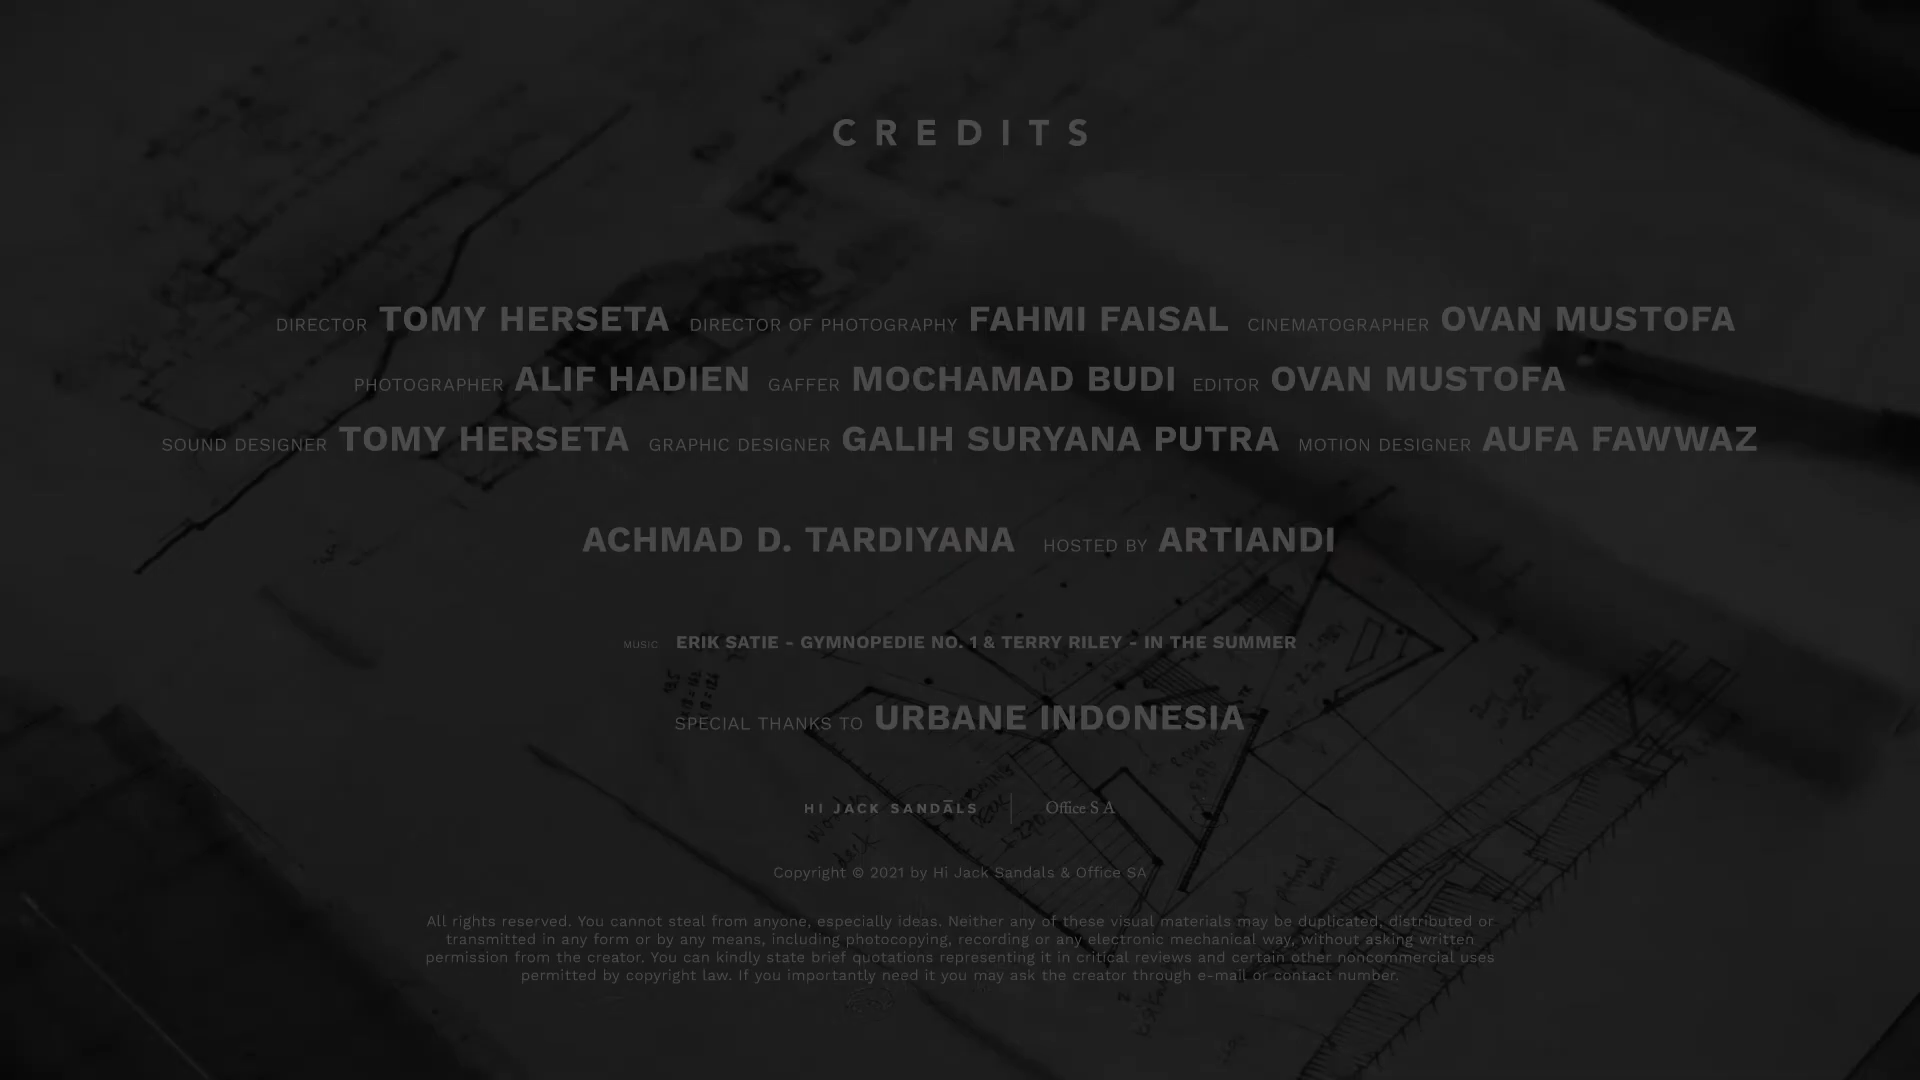 CREDITS
DIRECTOR TOMY HERSETA DIRECTOR OF PHOTOGRAPHY FAHMI FAISAL CINEMATOGRAPHER OVAN MUSTOFA
PHOTOGRAPHER ALIF HADIEN GAFFER MOCHAMAD BUDI EDITOR OVAN MUSTOFA
SOUND DESIGNER TOMY HERSETA GRAPHIC DESIGNER GALIH SURYANA PUTRA MOTION DESIGNER AUFA FAWWAZ
ACHMAD D. TARDIYANA HOSTED BY ARTIANDI
MUSIC ERIK SATIE - GYMNOPEDIE NO. 1 & TERRY RILEY - IN THE SUMMER
SPECIAL THANKS TO URBANE INDONESIA
HI JACK SANDĀLS | Office S A
Copyright © 2021 by Hi Jack Sandals & Office SA
All rights reserved. You cannot steal from anyone, especially ideas. Neither any of these visual materials may be duplicated, distributed or
transmitted in any form or by any means, including photocopying, recording or any electronic mechanical way, without asking written
permission from the creator. You can kindly state brief quotations representing it in critical reviews and certain other noncommercial uses
permitted by copyright law. If you importantly need it you may ask the creator through e-mail or contact number.